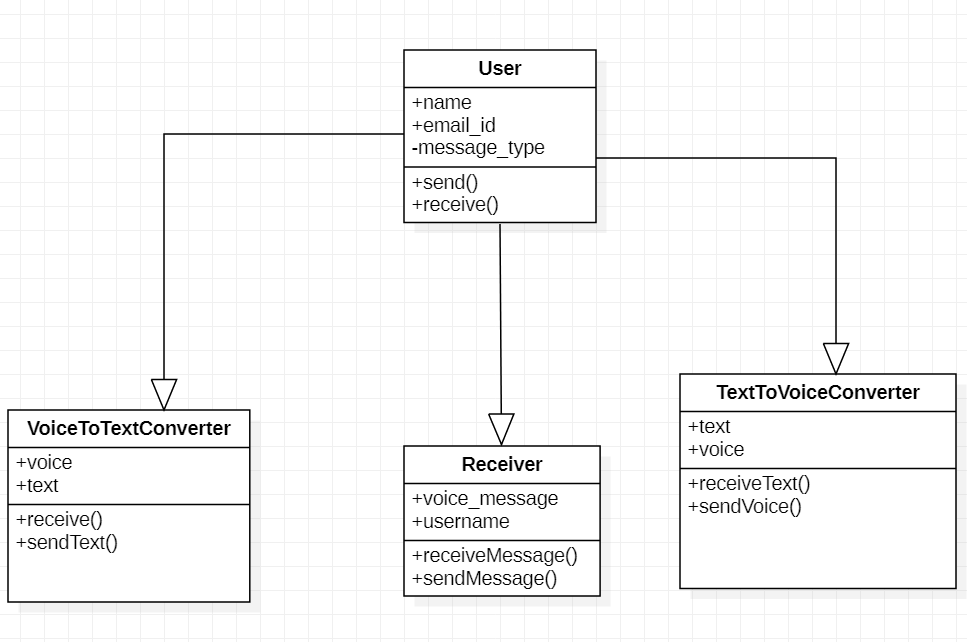 User
+name
+email_id
-message_type
+send()
+receive()
VoiceToTextConverter
+voice
+text
+receive()
+sendText()
Receiver
+voice_message
+username
+receiveMessage()
+sendMessage()
TextToVoiceConverter
+text
+voice
+receiveText()
+sendVoice()